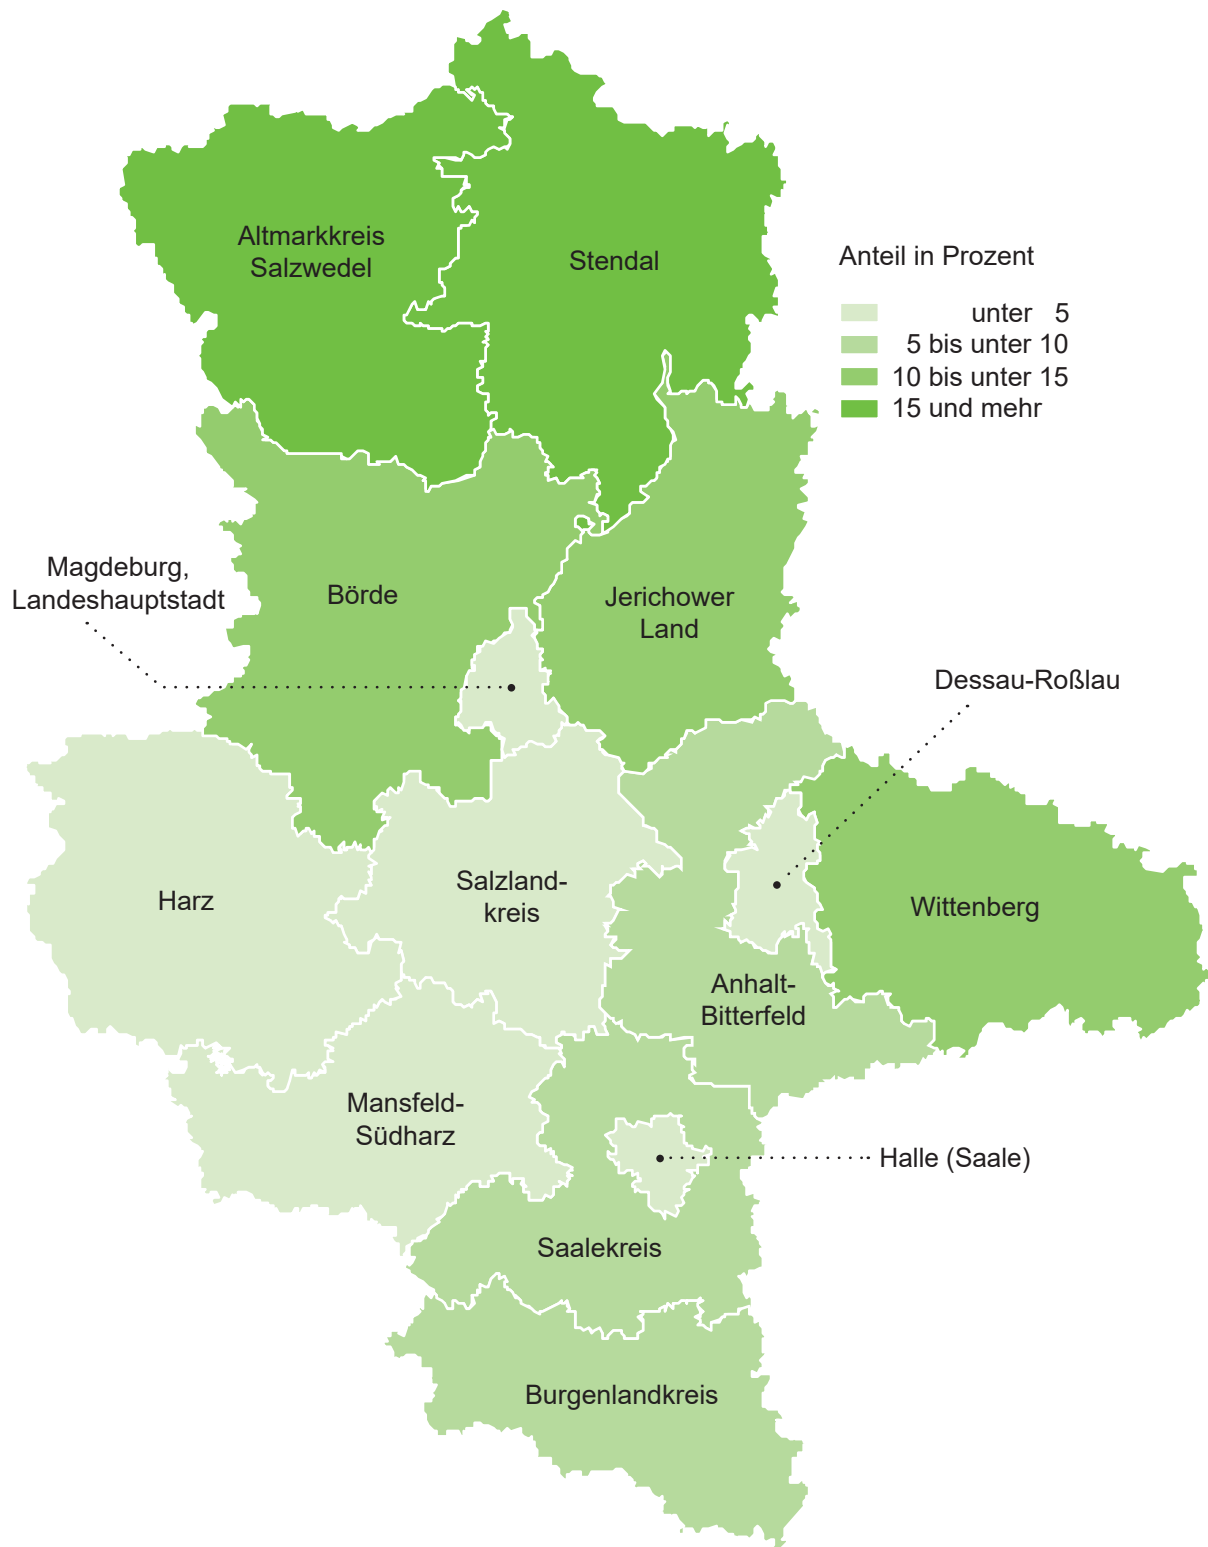 Altmarkkreis
Salzwedel
Stendal
Anteil in Prozent
unter 5
5 bis unter 10
10 bis unter 15
15 und mehr
Magdeburg,
Landeshauptstadt
Börde
Jerichower
Land
Dessau-Roßlau
Harz
Salzland-
kreis
Wittenberg
Anhalt-
Bitterfeld
Mansfeld-
Südharz
Halle (Saale)
Saalekreis
Burgenlandkreis